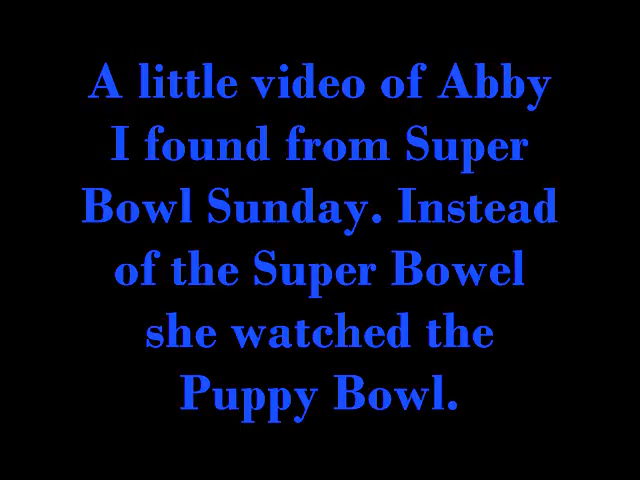 A little video of Abby
I found from Super
Bowl Sunday. Instead
of the Super Bowel
she watched the
Puppy Bowl.